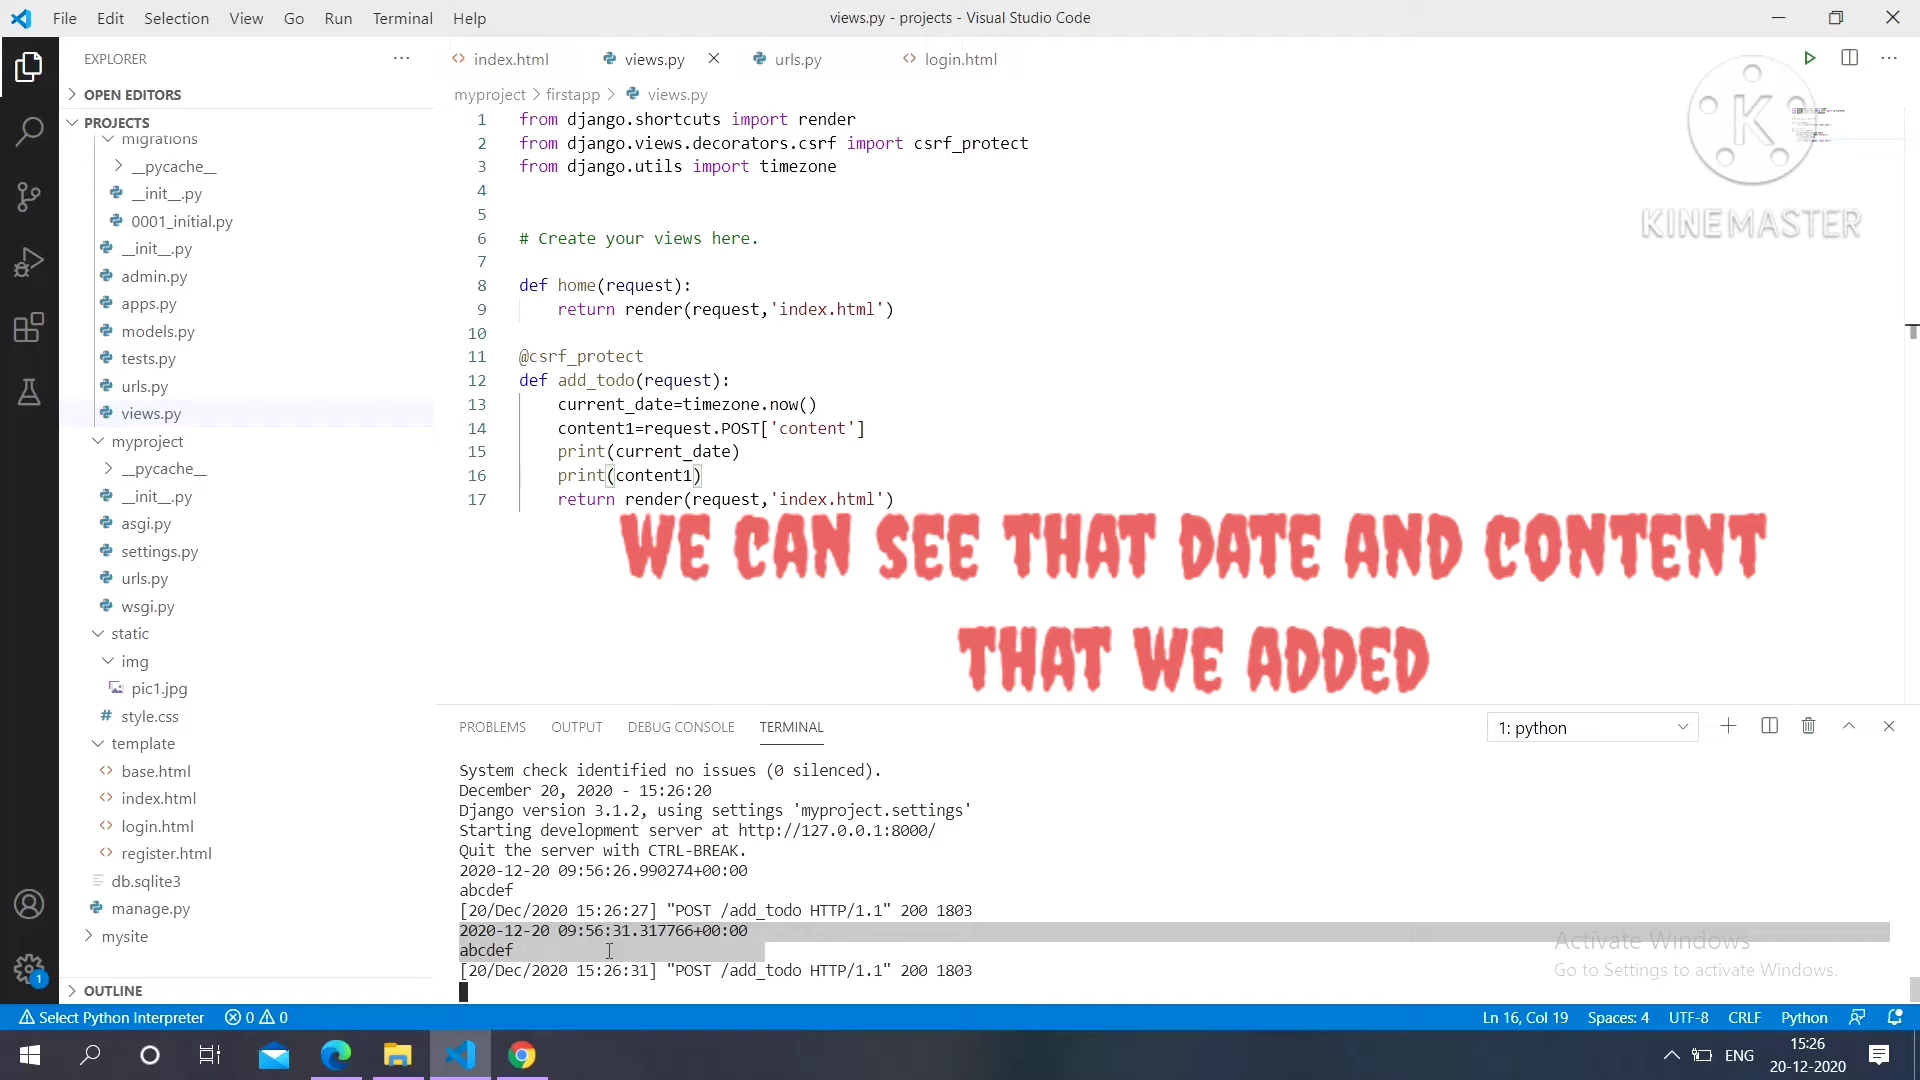 File Edit Selection View Go Run Terminal Help
views.py - projects - Visual Studio Code
EXPLORER
index.html
views.py
urls.py
login.html
OPEN EDITORS
myproject > firstapp > views.py
PROJECTS
migrations
__pycache__
__init__.py
0001_initial.py
__init__.py
admin.py
apps.py
models.py
tests.py
urls.py
views.py
myproject
__pycache__
__init__.py
asgi.py
settings.py
urls.py
wsgi.py
static
img
pic1.jpg
style.css
template
base.html
index.html
login.html
register.html
db.sqlite3
manage.py
mysite
OUTLINE
1 from django.shortcuts import render
2 from django.views.decorators.csrf import csrf_protect
3 from django.utils import timezone
4
5
6 # Create your views here.
7
8 def home(request):
9 return render(request,'index.html')
10
11 @csrf_protect
12 def add_todo(request):
13 current_date=timezone.now()
14 content1=request.POST['content']
15 print(current_date)
16 print(content1)
17 return render(request,'index.html')
K
KINEMASTER
WE CAN SEE THAT DATE AND CONTENT
THAT WE ADDED
PROBLEMS OUTPUT DEBUG CONSOLE TERMINAL
1: python
System check identified no issues (0 silenced).
December 20, 2020 - 15:26:20
Django version 3.1.2, using settings 'myproject.settings'
Starting development server at http://127.0.0.1:8000/
Quit the server with CTRL-BREAK.
2020-12-20 09:56:26.990274+00:00
abcdef
[20/Dec/2020 15:26:27] "POST /add_todo HTTP/1.1" 200 1803
2020-12-20 09:56:31.317766+00:00
abcdef
[20/Dec/2020 15:26:31] "POST /add_todo HTTP/1.1" 200 1803
Activate Windows
Go to Settings to activate Windows.
1
Select Python Interpreter 0 0
Ln 16, Col 19 Spaces: 4 UTF-8 CRLF Python
ENG
15:26
20-12-2020